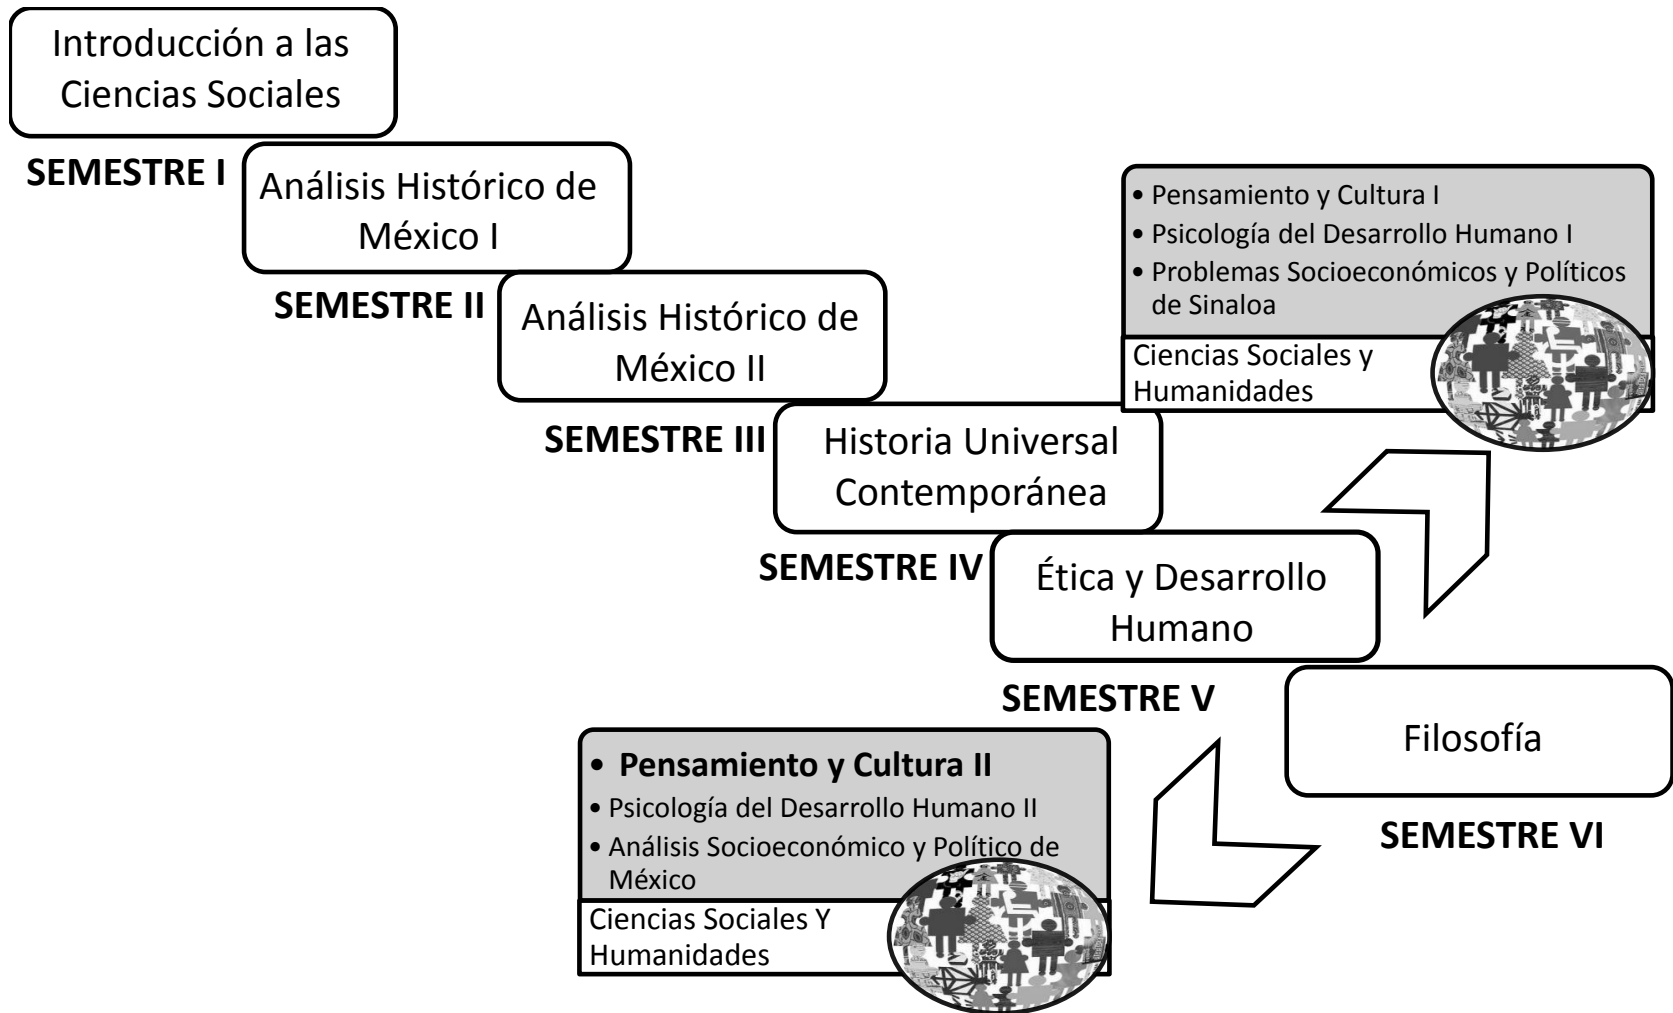 Introducción a las
Ciencias Sociales
SEMESTRE I
Análisis Histórico de
México I
SEMESTRE II
Análisis Histórico de
México II
SEMESTRE III
Historia Universal
Contemporánea
SEMESTRE IV
Ética y Desarrollo
Humano
SEMESTRE V
• Pensamiento y Cultura I
• Psicología del Desarrollo Humano I
• Problemas Socioeconómicos y Políticos
de Sinaloa
Ciencias Sociales y
Humanidades
Filosofía
SEMESTRE VI
• Pensamiento y Cultura II
• Psicología del Desarrollo Humano II
• Análisis Socioeconómico y Político de
México
Ciencias Sociales Y
Humanidades